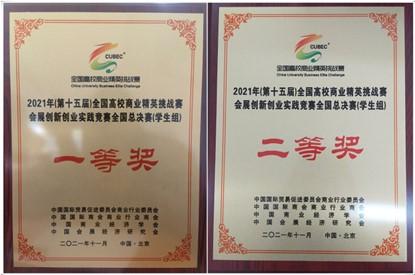 CUBEC
全国高校商业精英挑战赛
China University Business Elite Challenge
2021年(第十五届)全国高校商业精英挑战赛
会展创新创业实践竞赛全国总决赛(学生组)
一等奖
中国国际贸易促进委员会商业行业委员会
中国国际商会商业行业商会
中国商业经济学会
中国会展经济研究会
二〇二一年十一月 中国·北京
CUBEC
全国高校商业精英挑战赛
China University Business Elite Challenge
2021年(第十五届)全国高校商业精英挑战赛
会展创新创业实践竞赛全国总决赛(学生组)
二等奖
中国国际贸易促进委员会商业行业委员会
中国国际商会商业行业商会
中国商业经济学会
中国会展经济研究会
二〇二一年十一月 中国·北京